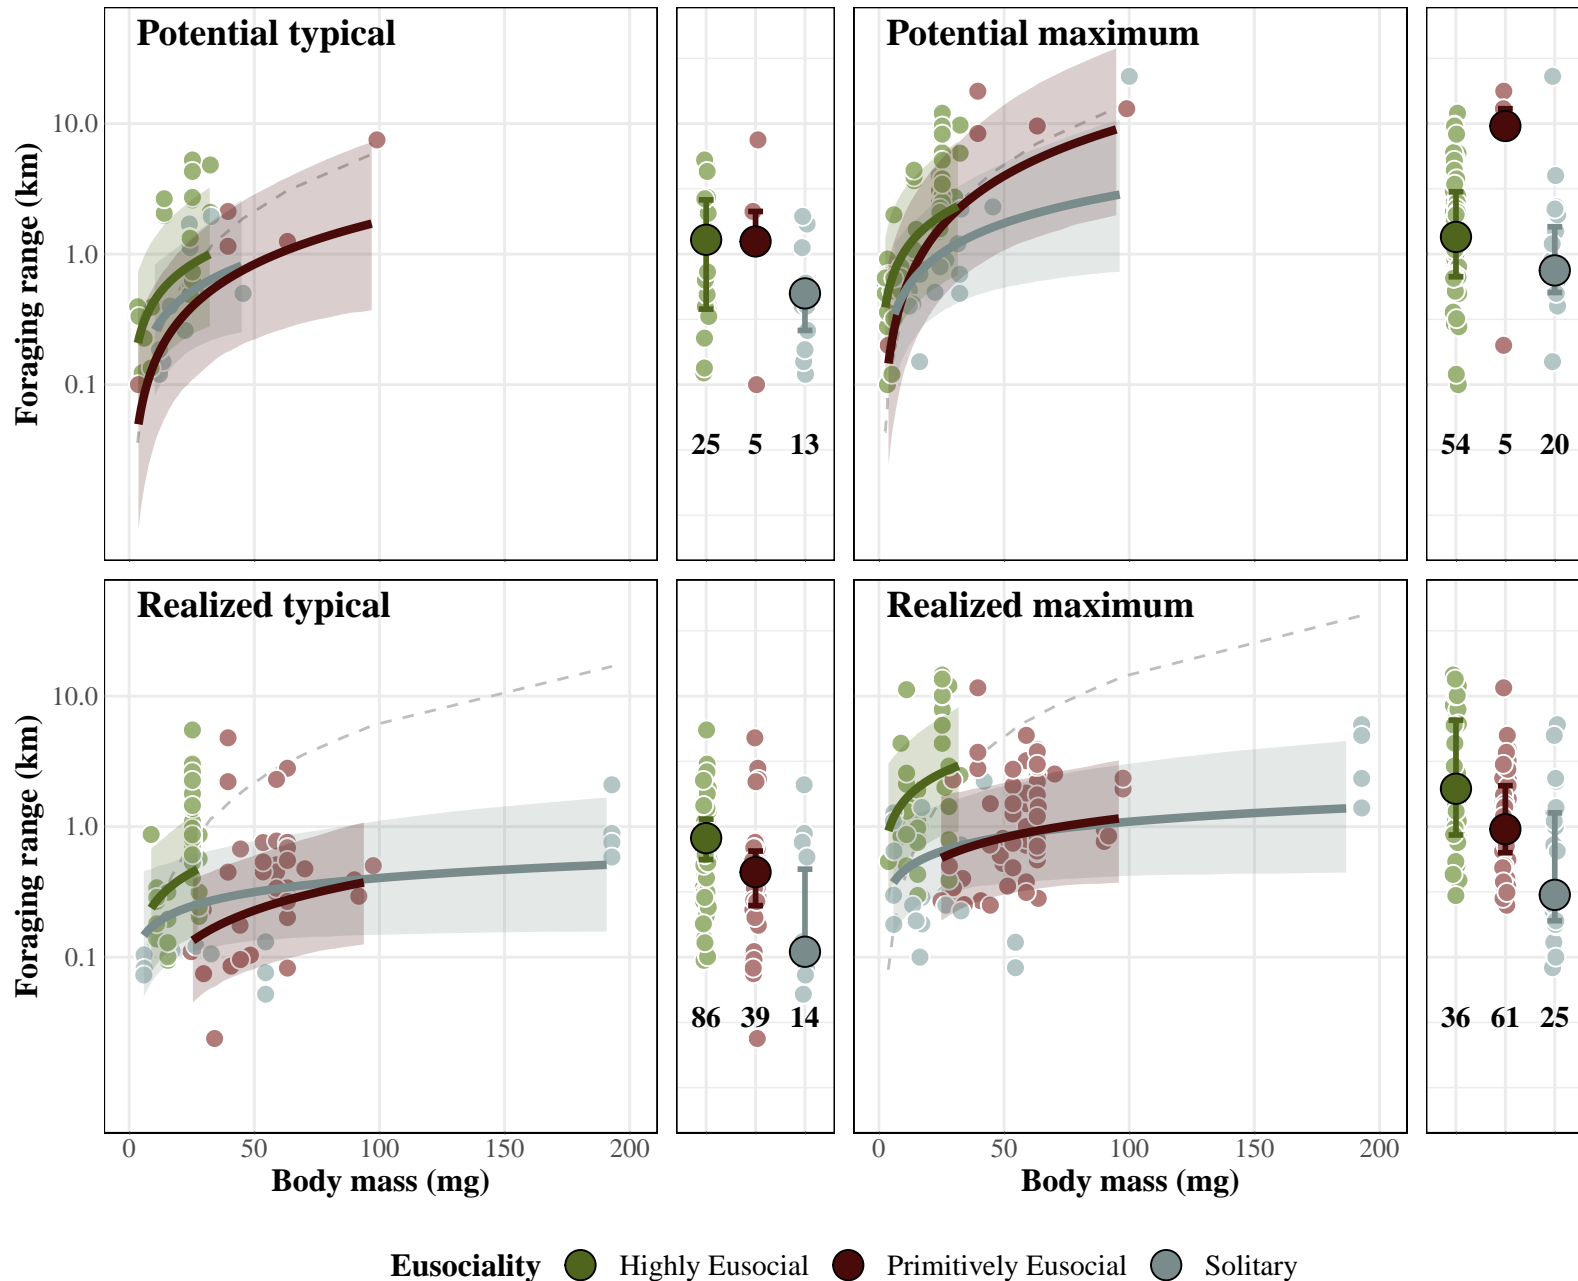 Potential typical
Potential maximum
Foraging range (km)
10.0
1.0
0.1
25 5 13
54 5 20
Realized typical
Realized maximum
Foraging range (km)
10.0
1.0
0.1
86 39 14
36 61 25
0 50 100 150 200
0 50 100 150 200
Body mass (mg)
Body mass (mg)
Eusociality Highly Eusocial Primitively Eusocial Solitary